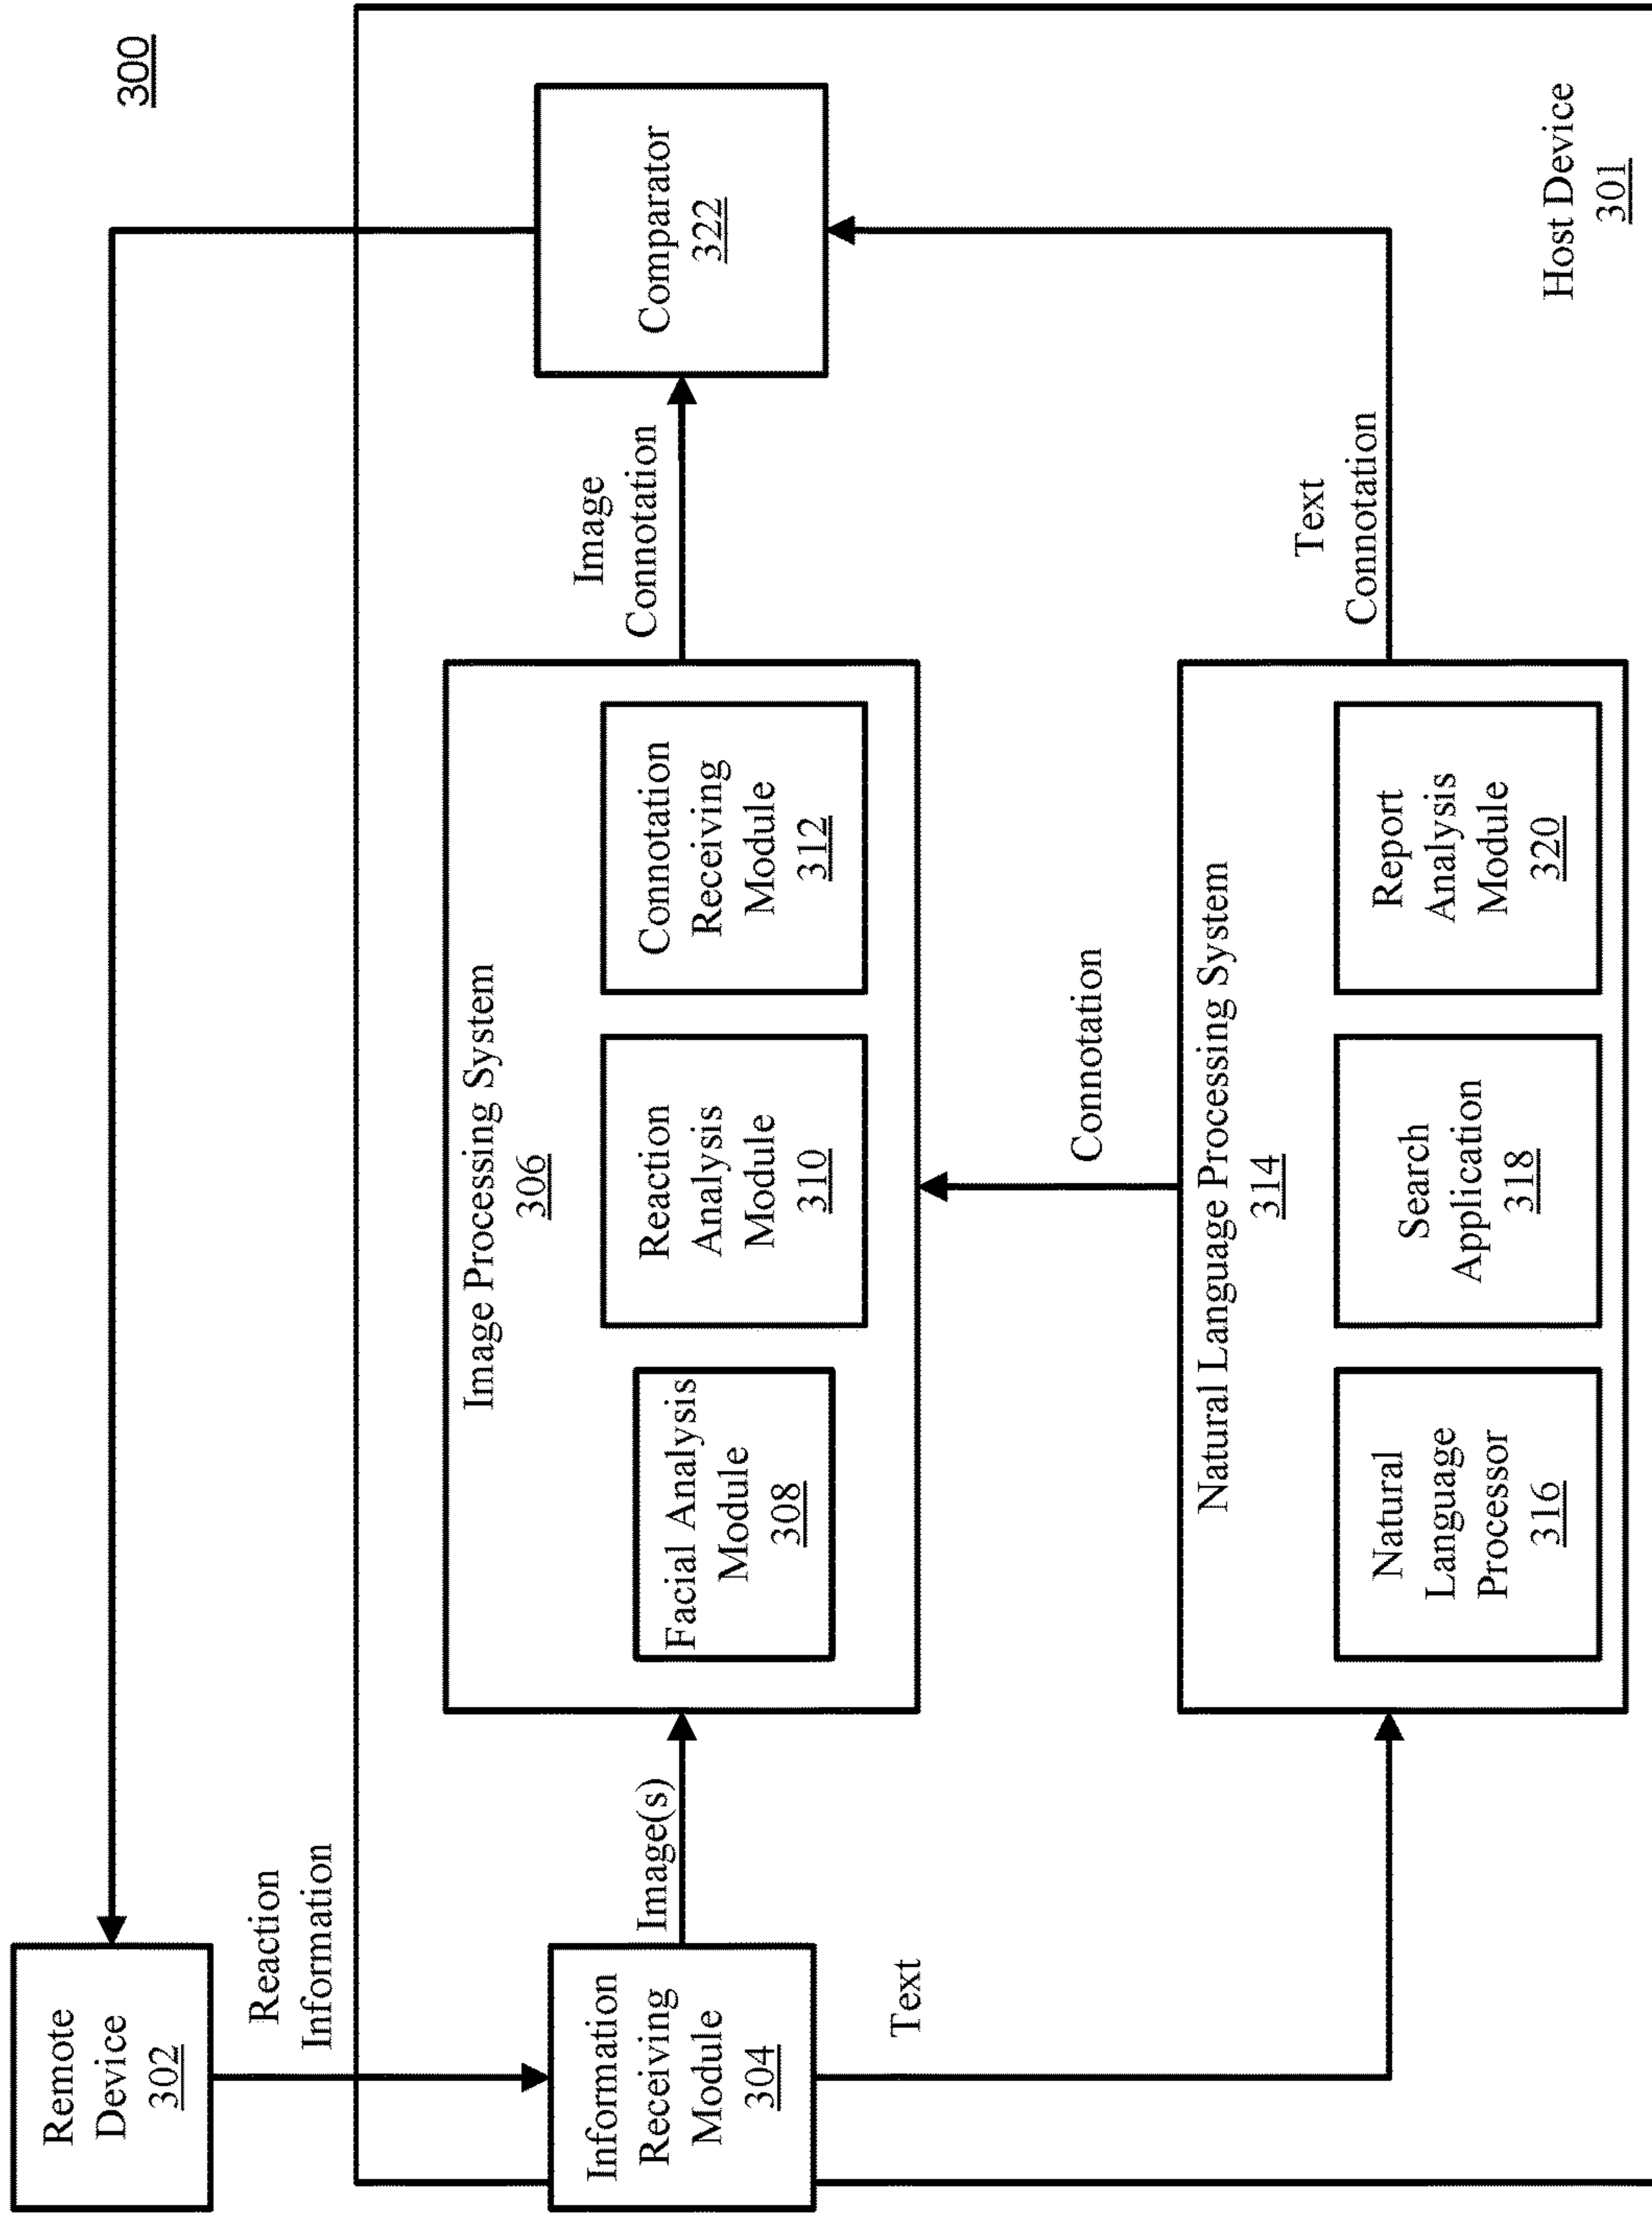 300
Remote
Device
302
Reaction
Information
Host Device
301
Information
Receiving
Module
304
Image(s)
Text
Image Processing System
306
Facial Analysis
Module
308
Reaction
Analysis
Module
310
Connotation
Receiving
Module
312
Image
Connotation
Comparator
322
Connotation
Natural Language Processing System
314
Natural
Language
Processor
316
Search
Application
318
Report
Analysis
Module
320
Text
Connotation